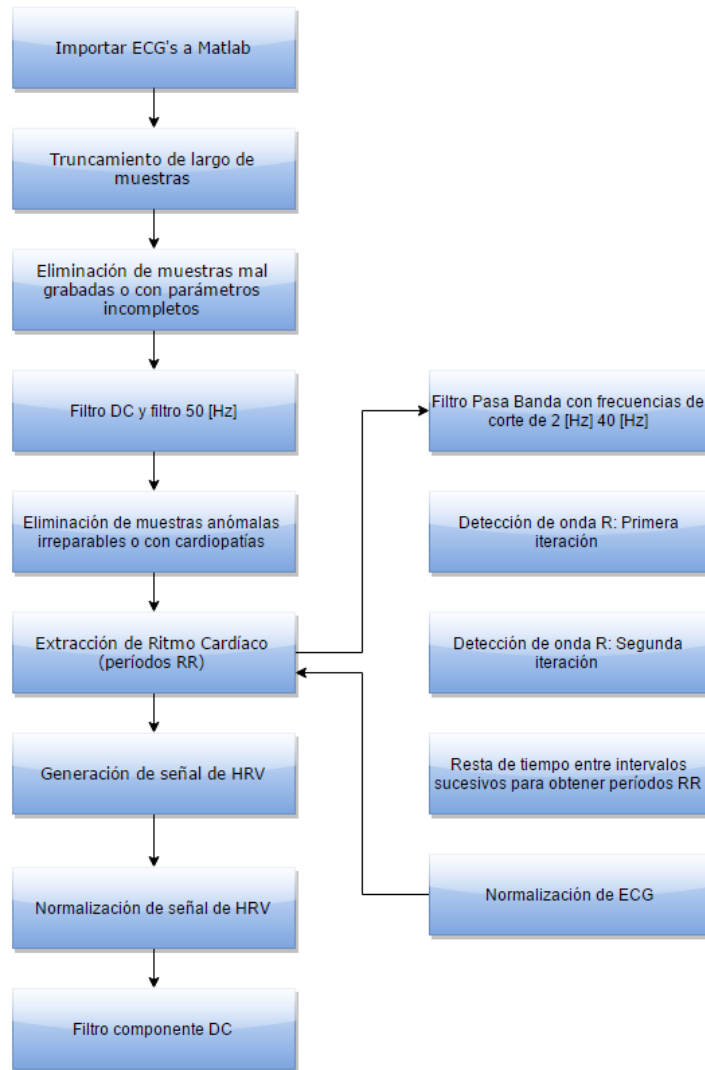 Importar ECG's a Matlab
Truncamiento de largo de
muestras
Eliminación de muestras mal
grabadas o con parámetros
incompletos
Filtro DC y filtro 50 [Hz]
Eliminación de muestras anómalas
irreparables o con cardiopatías
Extracción de Ritmo Cardíaco
(períodos RR)
Generación de señal de HRV
Normalización de señal de HRV
Filtro componente DC
Filtro Pasa Banda con frecuencias de
corte de 2 [Hz] 40 [Hz]
Detección de onda R: Primera
iteración
Detección de onda R: Segunda
iteración
Resta de tiempo entre intervalos
sucesivos para obtener períodos RR
Normalización de ECG